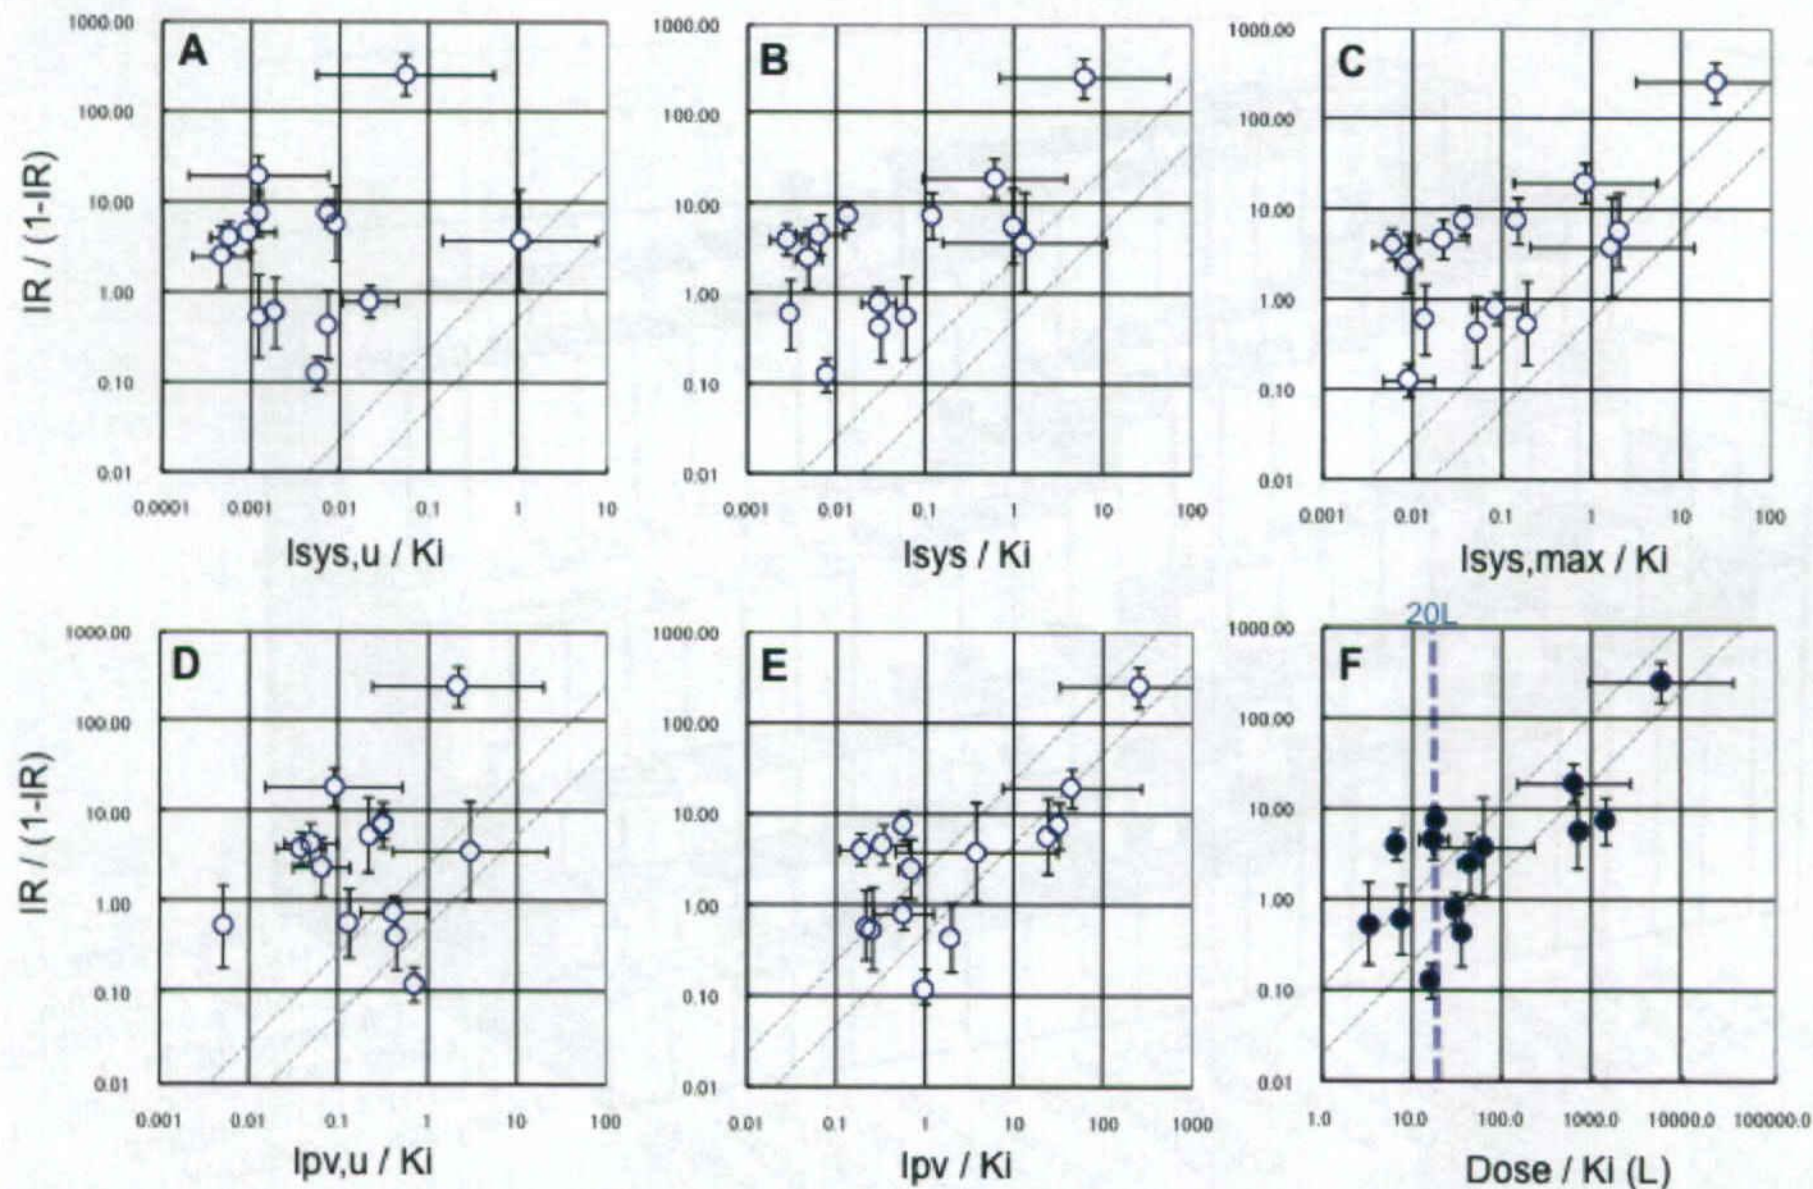 A
1000.00
100.00
10.00
1.00
0.10
0.01
0.0001 0.001 0.01 0.1 1 10
IR / (1-IR)
Isys,u / Ki
B
1000.00
100.00
10.00
1.00
0.10
0.01
0.001 0.01 0.1 1 10 100
Isys / Ki
C
1000.00
100.00
10.00
1.00
0.10
0.01
0.001 0.01 0.1 1 10 100
Isys,max / Ki
D
1000.00
100.00
10.00
1.00
0.10
0.01
0.001 0.01 0.1 1 10 100
IR / (1-IR)
Ipv,u / Ki
E
1000.00
100.00
10.00
1.00
0.10
0.01
0.01 0.1 1 10 100 1000
Ipv / Ki
20L
F
1000.00
100.00
10.00
1.00
0.10
0.01
1.0 10.0 100.0 1000.0 10000.0 100000.0
Dose / Ki (L)